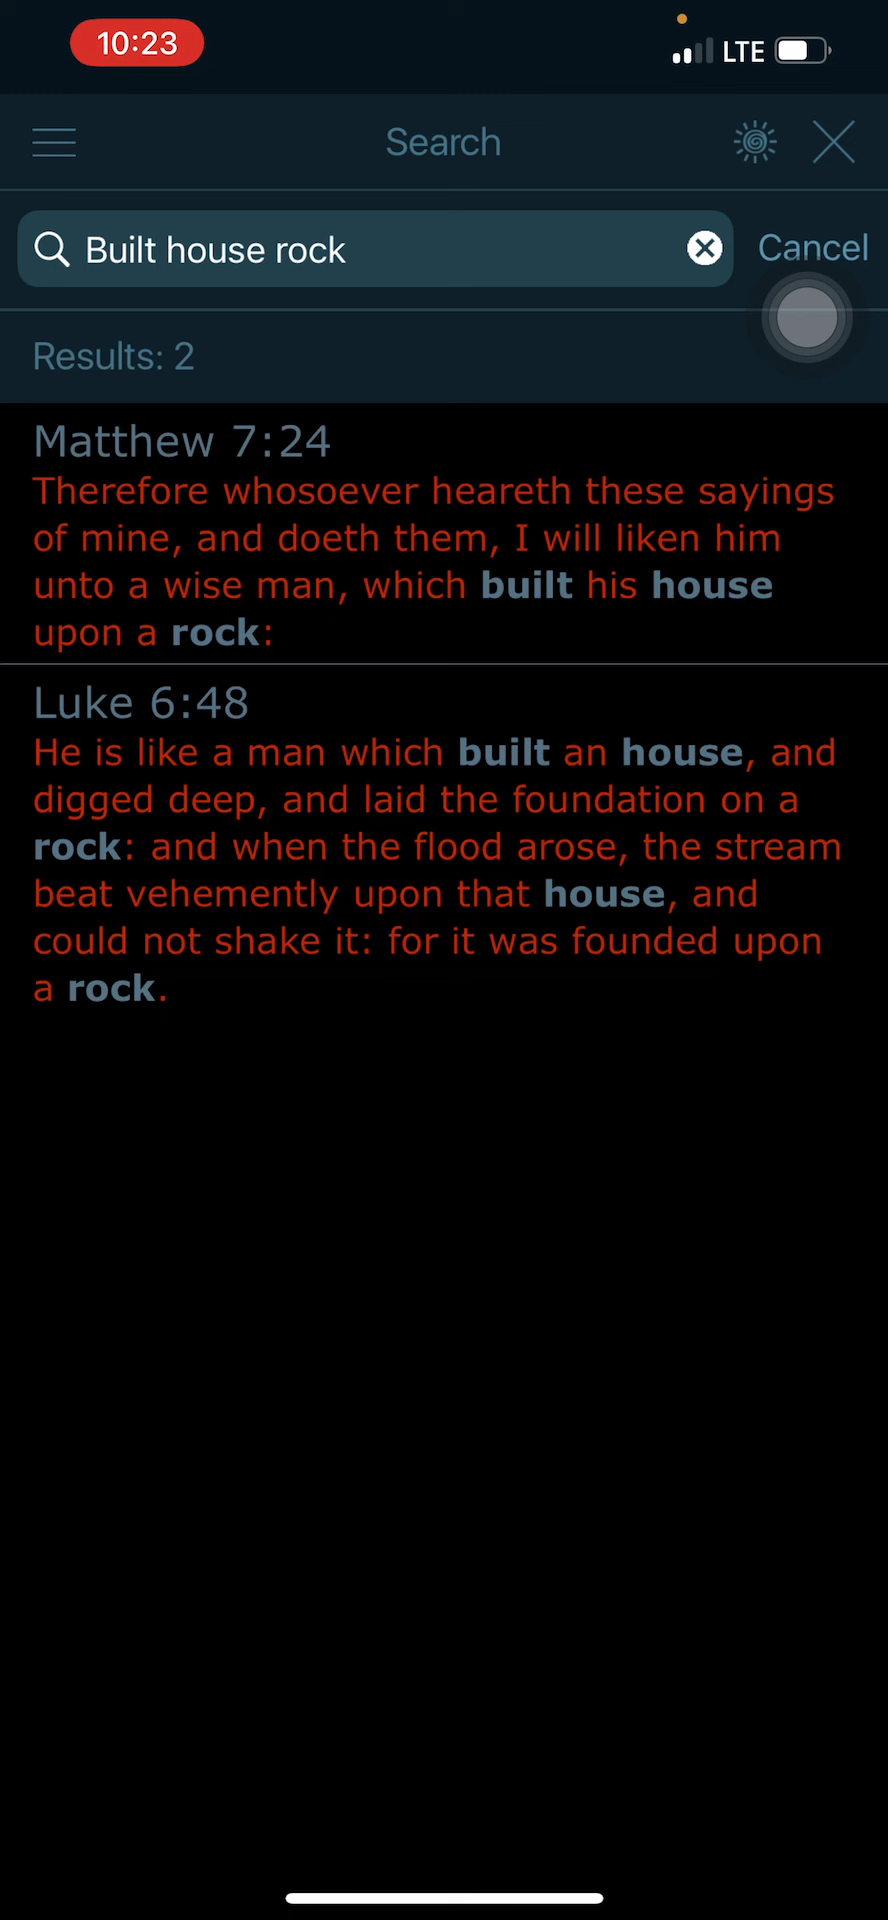 10:23
LTE
Search
Built house rock
Cancel
Results: 2
Matthew 7:24
Therefore whosoever heareth these sayings
of mine, and doeth them, I will liken him
unto a wise man, which built his house
upon a rock:
Luke 6:48
He is like a man which built an house, and
digged deep, and laid the foundation on a
rock: and when the flood arose, the stream
beat vehemently upon that house, and
could not shake it: for it was founded upon
a rock.